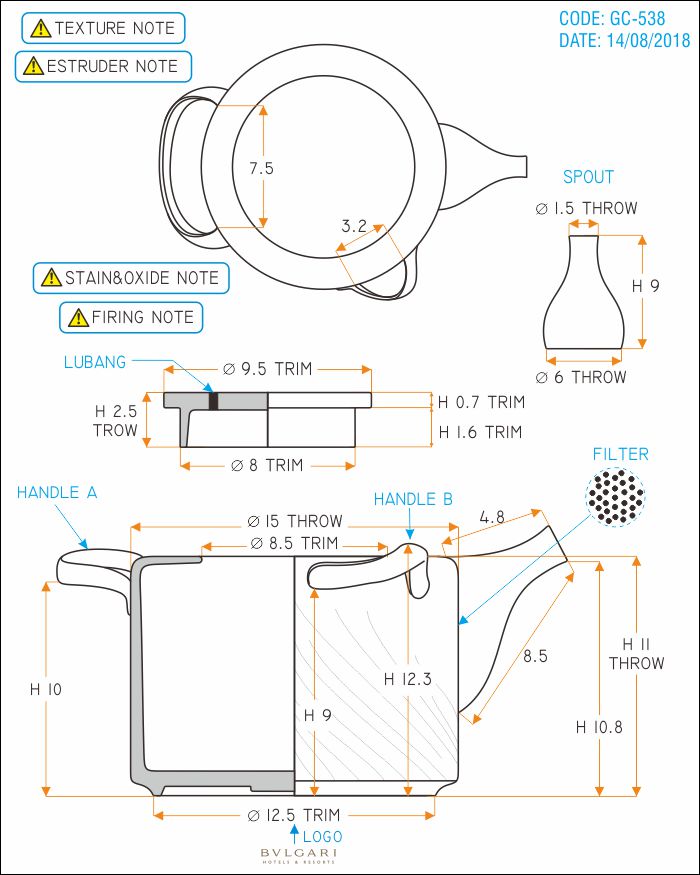 CODE: GC-538
DATE: 14/08/2018
TEXTURE NOTE
ESTRUDER NOTE
7.5
3.2
SPOUT
Ø 1.5 THROW
H 9
Ø 6 THROW
STAIN&OXIDE NOTE
FIRING NOTE
LUBANG
Ø 9.5 TRIM
H 2.5
TROW
H 0.7 TRIM
H 1.6 TRIM
Ø 8 TRIM
FILTER
HANDLE A
HANDLE B
Ø 15 THROW
4.8
Ø 8.5 TRIM
H 11
THROW
8.5
H 12.3
H 10
H 9
H 10.8
Ø 12.5 TRIM
LOGO
BVLGARI
HOTELS & RESORTS